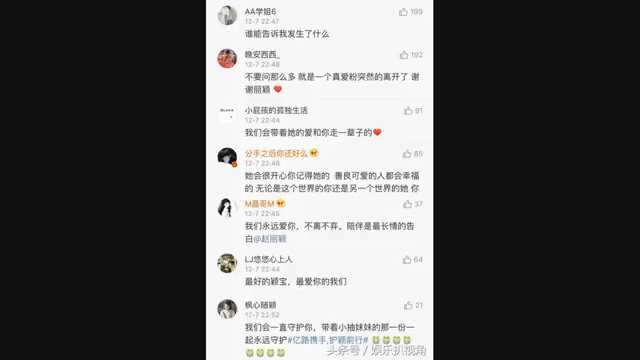 AA学姐6
199
12-7 22:47
谁能告诉我发生了什么
晚安西西_
192
12-7 22:48
不要问那么多 就是一个真爱粉突然的离开了 谢
谢丽颖
小屁孩的孤独生活
91
12-7 22:44
我们会带着她的爱和你走一辈子的
分手之后你还好么
85
12-7 22:48
她会很开心你记得她的 善良可爱的人都会幸福
的 无论是这个世界的你还是另一个世界的她 你
M晶哥M
37
12-7 22:45
我们永远爱你，不离不弃。陪伴是最长情的告
白@赵丽颖
LJ悠悠心上人
64
12-7 22:44
最好的颖宝，最爱你的我们
枫心随颖
21
12-7 22:52
我们会一直守护你，带着小抽妹妹的那一份一
起永远守护#亿路携手,护颖前行#
头条号 / 娱乐扒视角